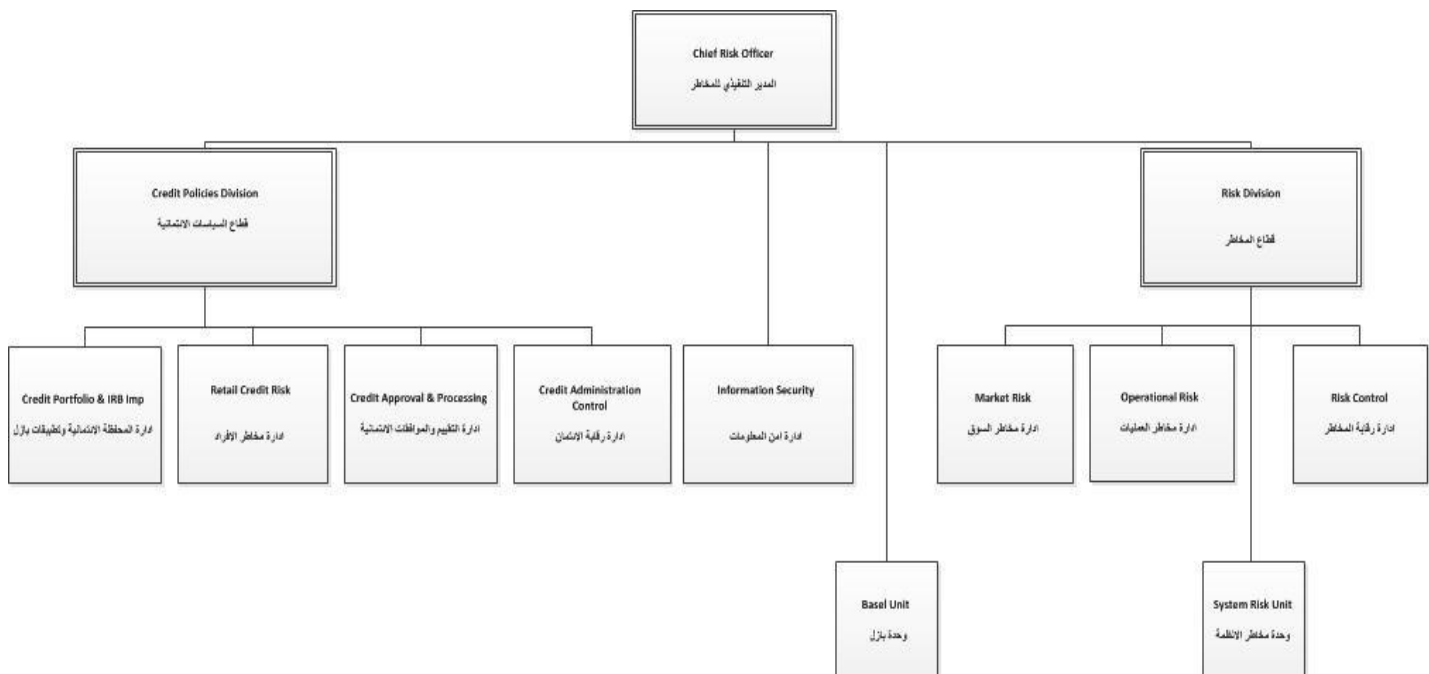 Chief Risk Officer
المدير التنفيذي للمخاطر
Credit Policies Division
قطاع السياسات الائتمانية
Risk Division
قطاع المخاطر
Credit Portfolio & IRB Imp
ادارة المحفظة الائتمانية وتطبيقات بازل
Retail Credit Risk
ادارة مخاطر الافراد
Credit Approval & Processing
ادارة التقييم والموافقات الائتمانية
Credit Administration
Control
ادارة رقابة الائتمان
Information Security
ادارة امن المعلومات
Market Risk
ادارة مخاطر السوق
Operational Risk
ادارة مخاطر العمليات
Risk Control
ادارة رقابة المخاطر
Basel Unit
وحدة بازل
System Risk Unit
وحدة مخاطر الانظمة